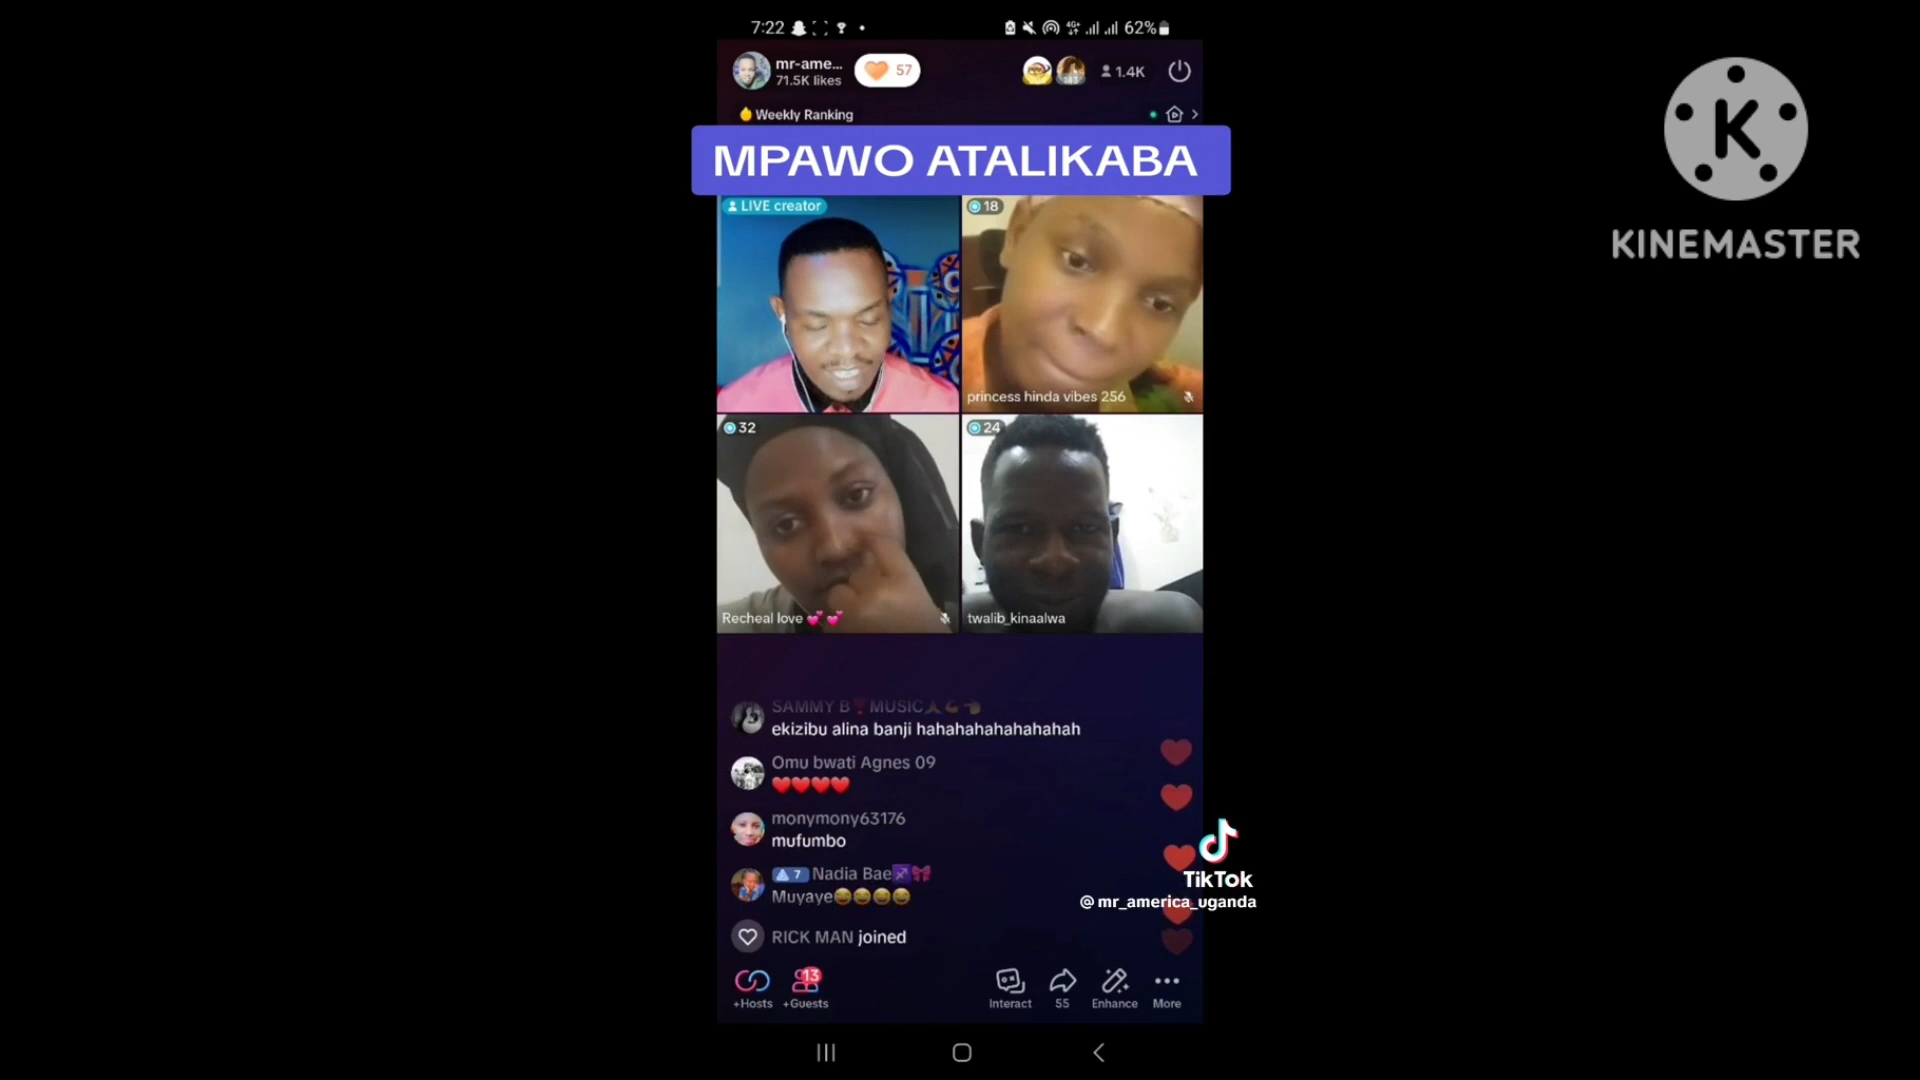 7:22
4G+
62%
mr-ame...
71.5K likes
57
1.4K
Weekly Ranking
MPAWO ATALIKABA
LIVE creator
18
princess hinda vibes 256
32
24
Recheal love 💕💕
twalib_kinaalwa
SAMMY B❣️MUSIC
ekizibu alina banji hahahahahahahahah
Omu bwati Agnes 09
❤️❤️❤️❤️
monymony63176
mufumbo
7 Nadia Bae♐🎀
Muyaye😂😂😂😂
RICK MAN joined
13
+Hosts
+Guests
Interact
55
Enhance
More
TikTok
@mr_america_uganda
K
KINEMASTER